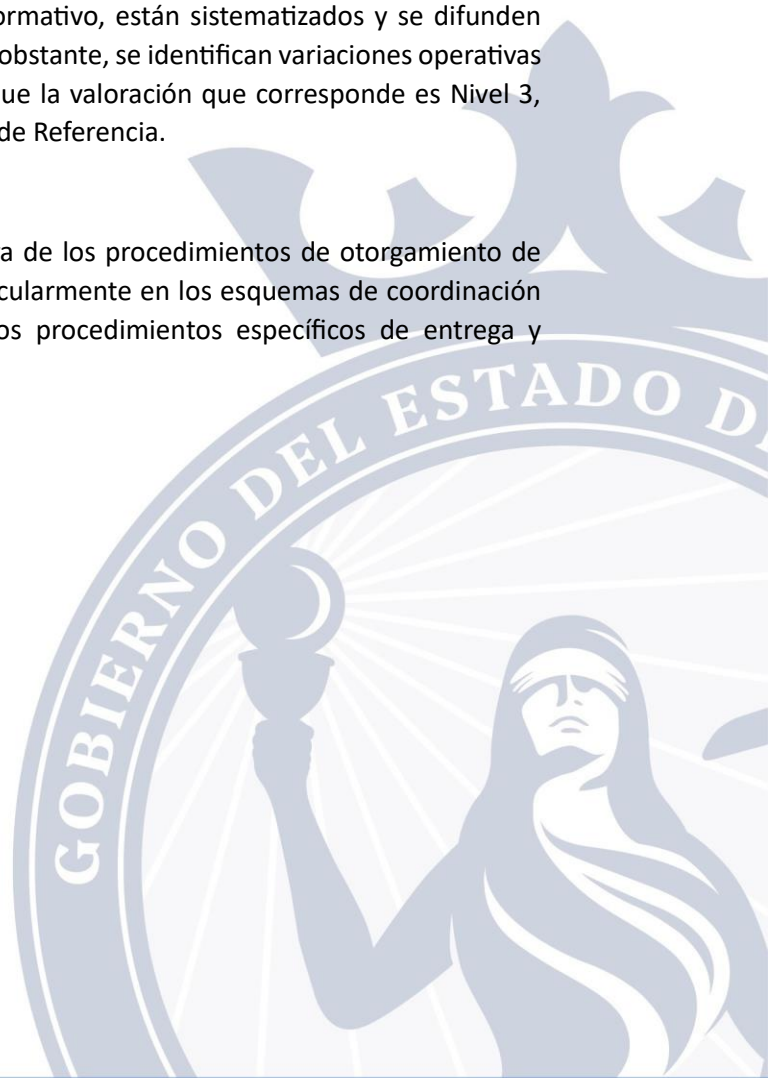 ormativo, están sistematizados y se difunden
obstante, se identifican variaciones operativas
ue la valoración que corresponde es Nivel 3,
de Referencia.
a de los procedimientos de otorgamiento de
cularmente en los esquemas de coordinación
os procedimientos específicos de entrega y
GOBIERNO DEL ESTADO D